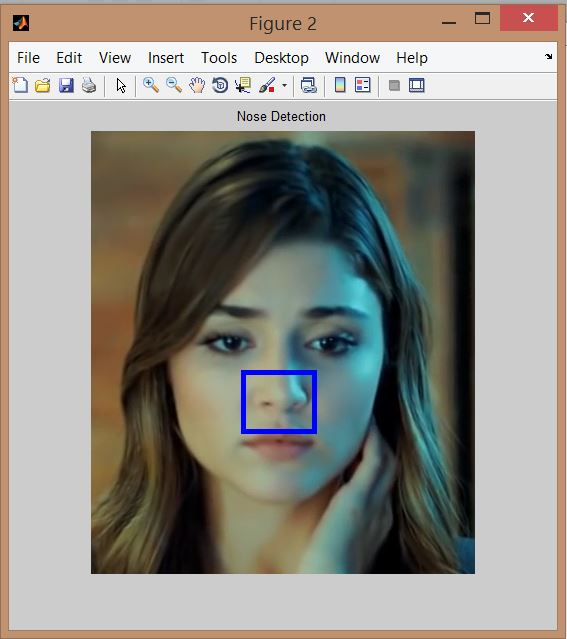 Figure 2
File Edit View Insert Tools Desktop Window Help
Nose Detection